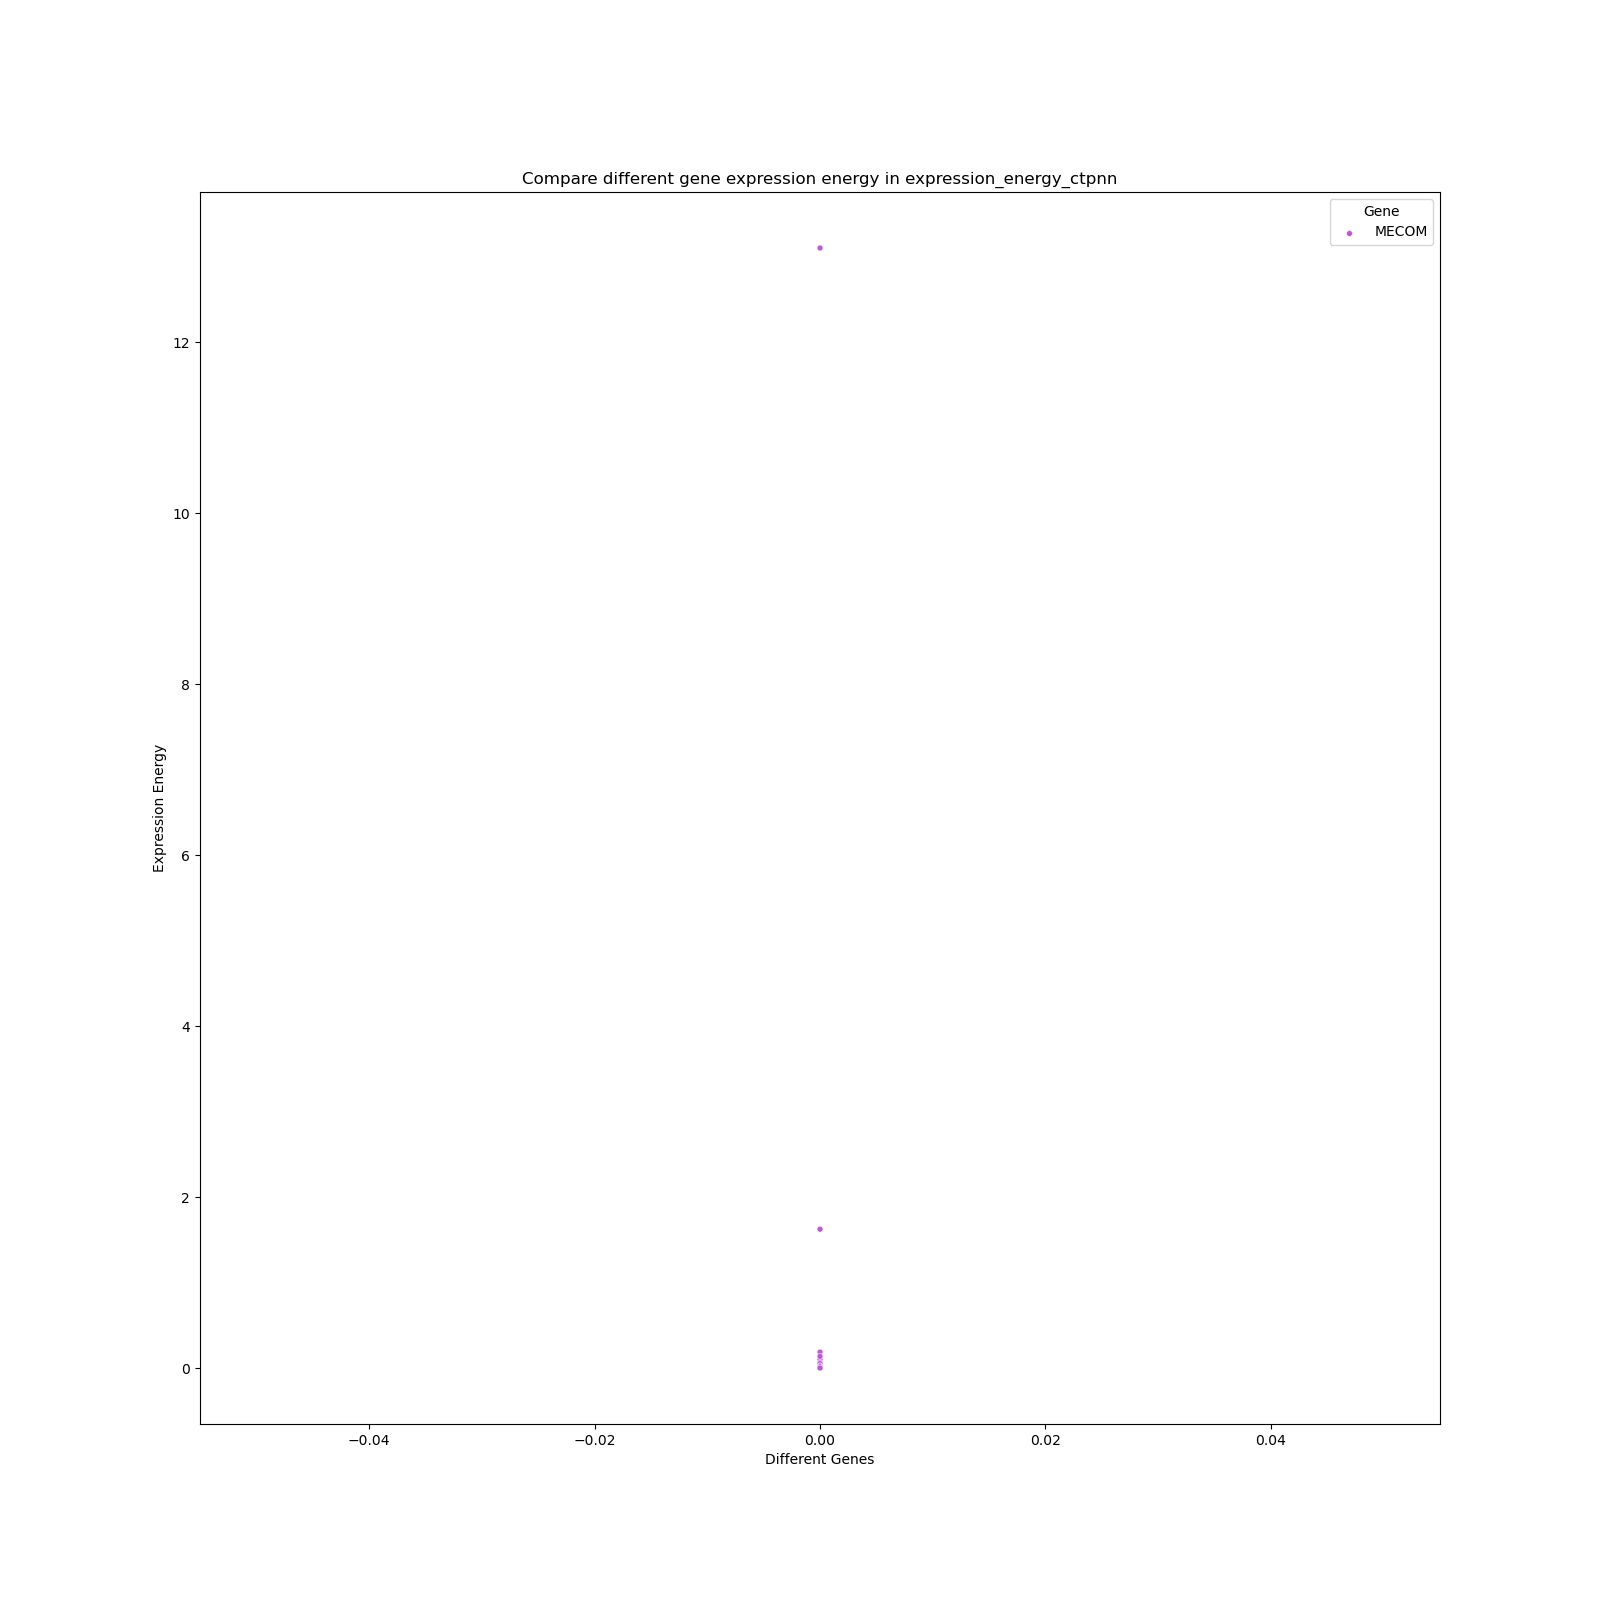 Compare different gene expression energy in expression_energy_ctpnn
Gene
MECOM
12
10
8
6
4
2
0
Expression Energy
−0.04 −0.02 0.00 0.02 0.04
Different Genes